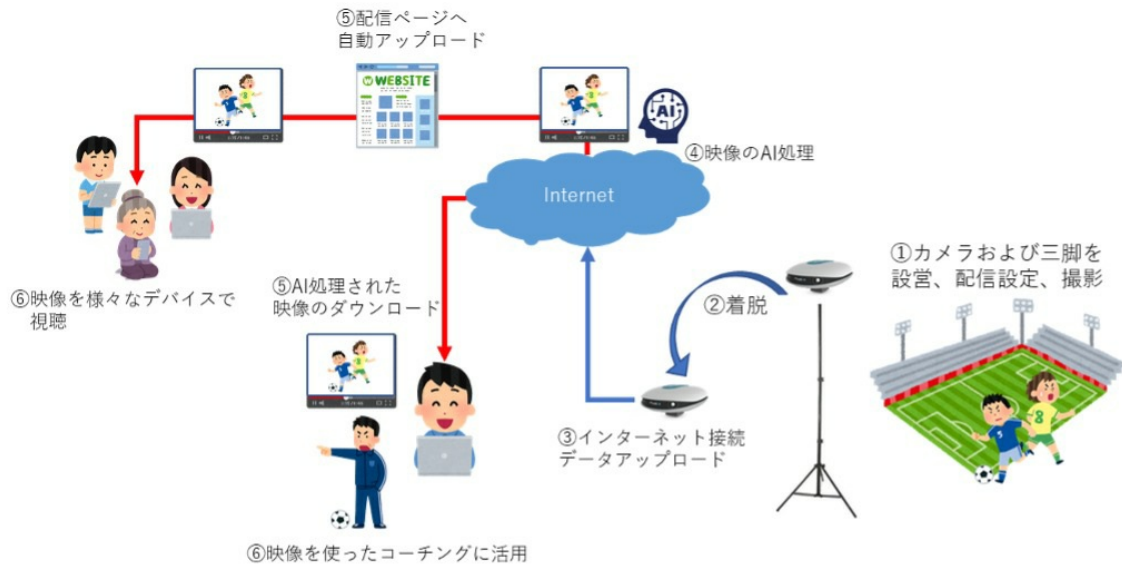 ①カメラおよび三脚を
設営、配信設定、撮影
②着脱
③インターネット接続
データアップロード
Internet
④映像のAI処理
AI
⑤配信ページへ
自動アップロード
WEBSITE
⑥映像を様々なデバイスで
視聴
⑤AI処理された
映像のダウンロード
⑥映像を使ったコーチングに活用
5
8